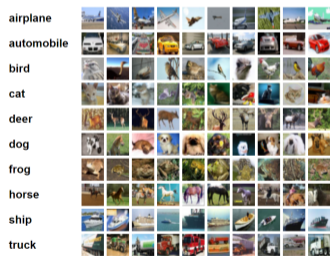 airplane
automobile
bird
cat
deer
dog
frog
horse
ship
truck